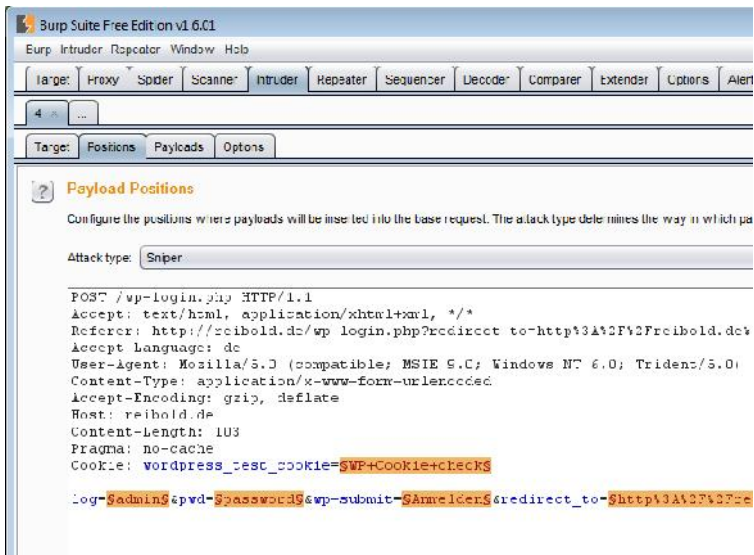 Burp Suite Free Edition v1.6.01
Burp Intruder Repeater Window Help
Target Proxy Spider Scanner Intruder Repeater Sequencer Decoder Comparer Extender Options Alert
4 × ...
Target Positions Payloads Options
? Payload Positions
Configure the positions where payloads will be inserted into the base request. The attack type determines the way in which pa
Attack type: Sniper
POST /wp-login.php HTTP/1.1
Accept: text/html, application/xhtml+xml, */*
Referer: http://reibold.de/wp-login.php?redirect_to=http%3A%2F%2Freibold.de%
Accept-Language: de
User-Agent: Mozilla/5.0 (compatible; MSIE 9.0; Windows NT 6.0; Trident/5.0)
Content-Type: application/x-www-form-urlencoded
Accept-Encoding: gzip, deflate
Host: reibold.de
Content-Length: 103
Pragma: no-cache
Cookie: wordpress_test_cookie=§WP+Cookie+check§
log=§admin§&pwd=§password§&wp-submit=§Anmelden§&redirect_to=§http%3A%2F%2Fre